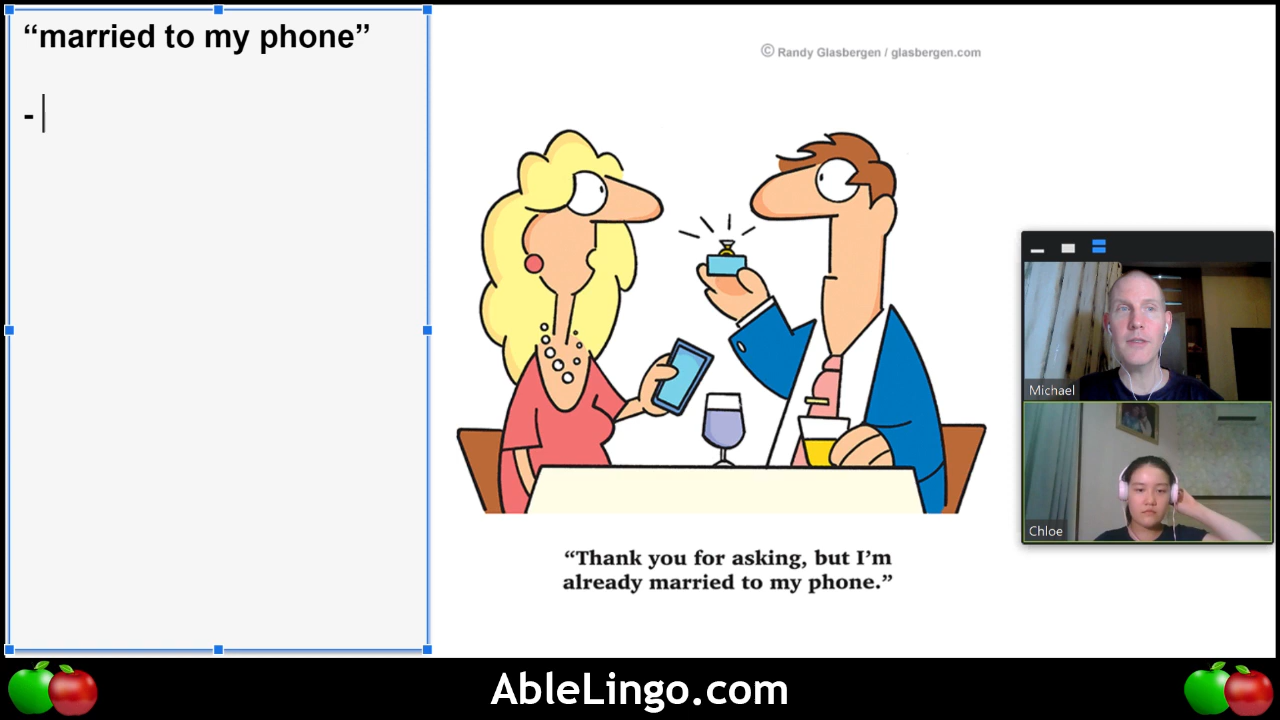 “married to my phone”
-
© Randy Glasbergen / glasbergen.com
“Thank you for asking, but I’m
already married to my phone.”
Michael
Chloe
AbleLingo.com